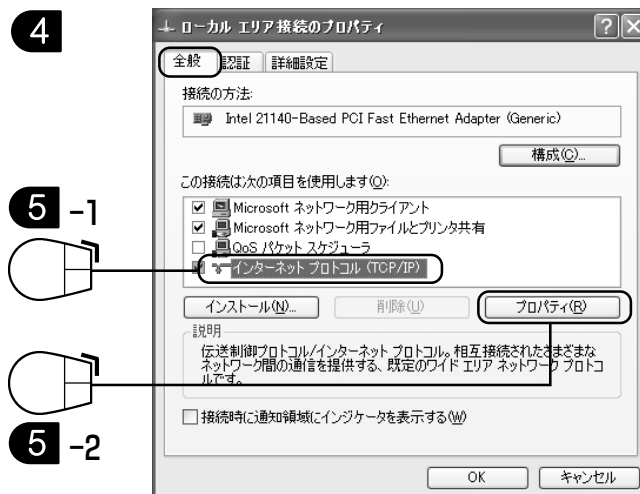 4
ローカル エリア接続のプロパティ
全般 認証 詳細設定
接続の方法:
Intel 21140-Based PCI Fast Ethernet Adapter (Generic)
構成(C)...
この接続は次の項目を使用します(O):
5 -1
Microsoft ネットワーク用クライアント
Microsoft ネットワーク用ファイルとプリンタ共有
QoS パケット スケジューラ
インターネット プロトコル (TCP/IP)
インストール(N)... 削除(U) プロパティ(R)
説明
伝送制御プロトコル/インターネット プロトコル。相互接続されたさまざまな
ネットワーク間の通信を提供する、既定のワイド エリア ネットワーク プロトコ
ルです。
5 -2
接続時に通知領域にインジケータを表示する(W)
OK キャンセル